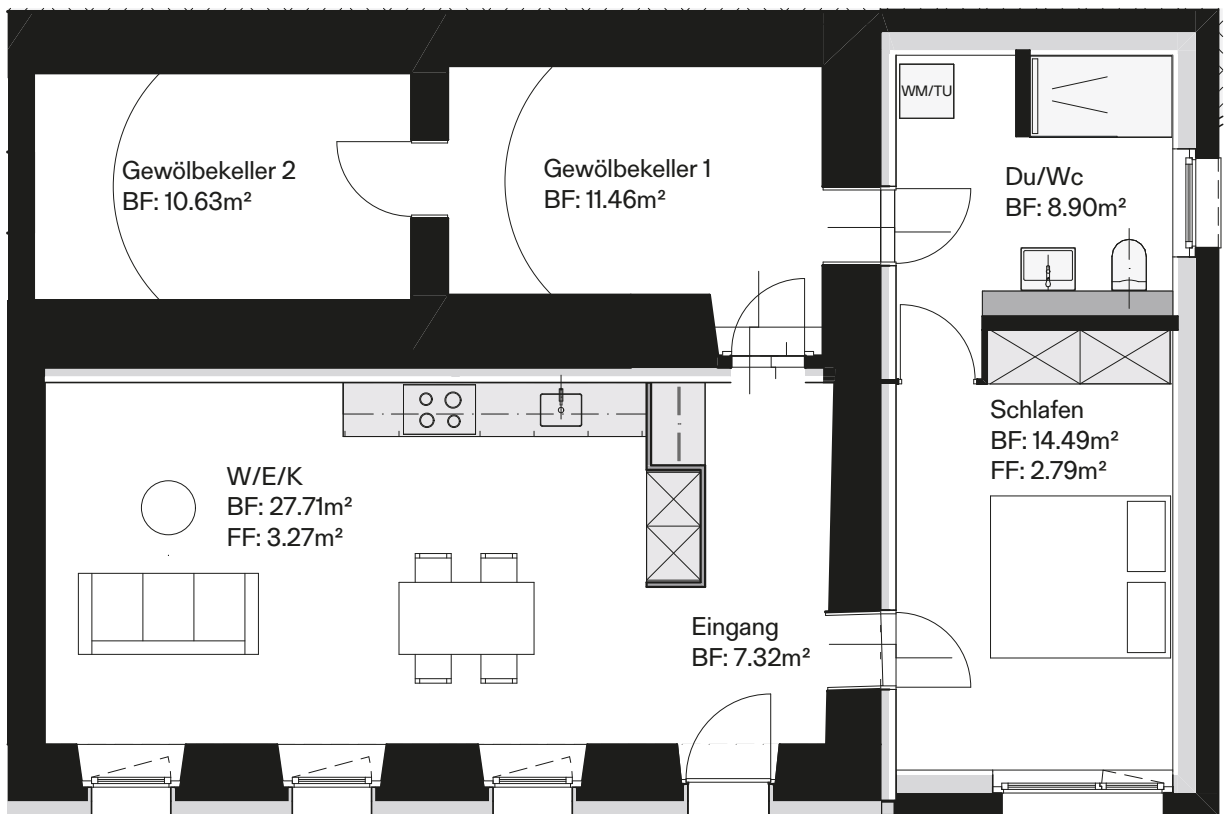 WM/TU
Gewölbekeller 2
BF: 10.63m²
Gewölbekeller 1
BF: 11.46m²
Du/Wc
BF: 8.90m²
Schlafen
BF: 14.49m²
FF: 2.79m²
W/E/K
BF: 27.71m²
FF: 3.27m²
Eingang
BF: 7.32m²